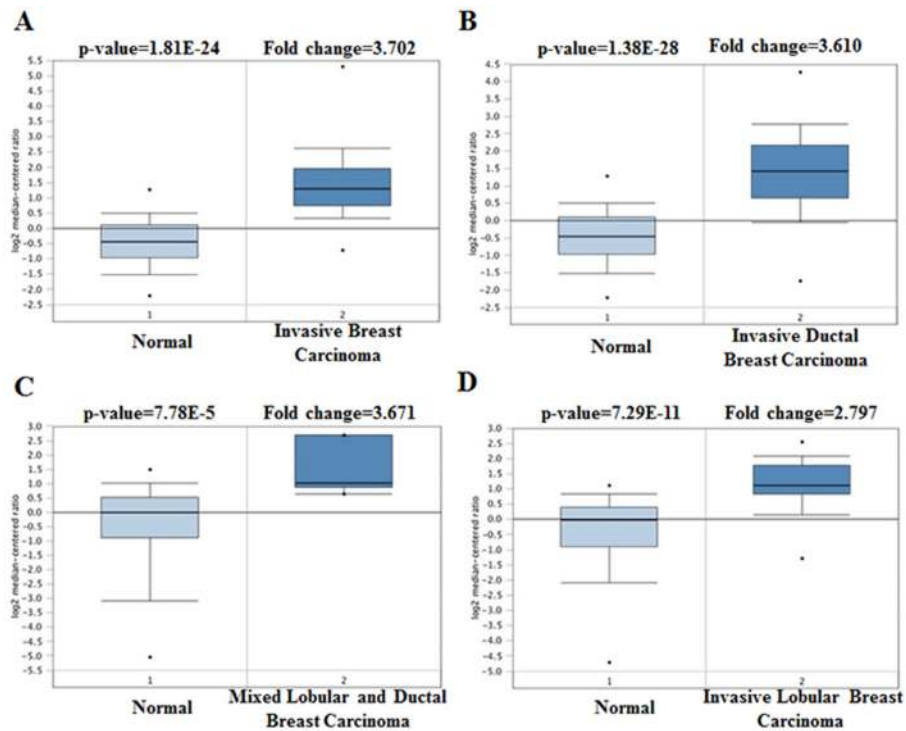 A
p-value=1.81E-24 Fold change=3.702
5.5
5.0
4.5
4.0
3.5
3.0
2.5
2.0
1.5
1.0
0.5
0.0
-0.5
-1.0
-1.5
-2.0
-2.5
log2 median-centered ratio
1 2
Normal
Invasive Breast
Carcinoma
B
p-value=1.38E-28 Fold change=3.610
4.5
4.0
3.5
3.0
2.5
2.0
1.5
1.0
0.5
0
-0.5
-1.0
-1.5
-2.0
-2.5
log2 median-centered ratio
1 2
Normal
Invasive Ductal
Breast Carcinoma
C
p-value=7.78E-5 Fold change=3.671
3.0
2.5
2.0
1.5
1.0
0.5
0.0
-0.5
-1.0
-1.5
-2.0
-2.5
-3.0
-3.5
-4.0
-4.5
-5.0
-5.5
log2 median-centered ratio
1 2
Normal
Mixed Lobular and Ductal
Breast Carcinoma
D
p-value=7.29E-11 Fold change=2.797
3.0
2.5
2.0
1.5
1.0
0.5
0.0
-0.5
-1.0
-1.5
-2.0
-2.5
-3.0
-3.5
-4.0
-4.5
-5.0
log2 median-centered ratio
1 2
Normal
Invasive Lobular Breast
Carcinoma